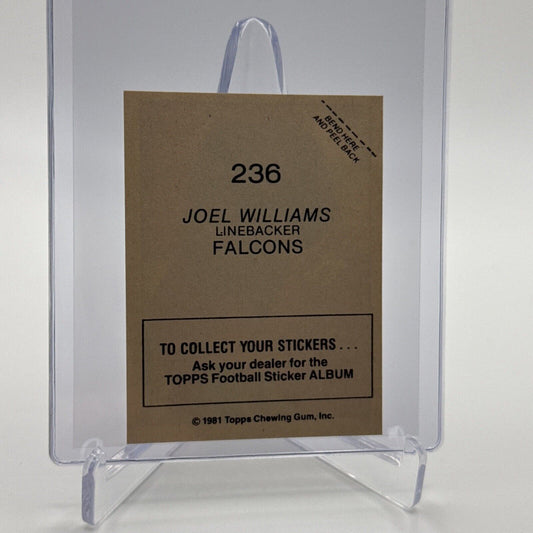 BEND HERE
AND PEEL BACK
236
JOEL WILLIAMS
LINEBACKER
FALCONS
TO COLLECT YOUR STICKERS...
Ask your dealer for the
TOPPS Football Sticker ALBUM
© 1981 Topps Chewing Gum, Inc.